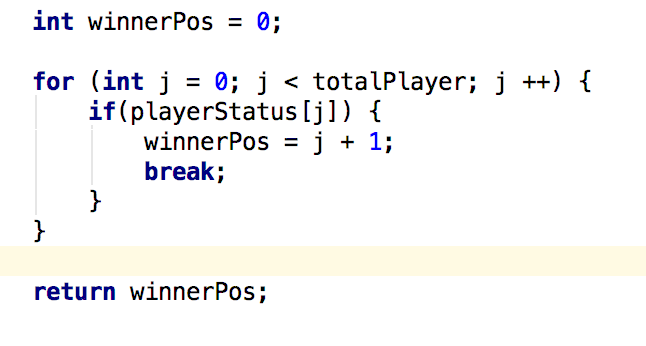 int winnerPos = 0;
for (int j = 0; j < totalPlayer; j ++) {
if(playerStatus[j]) {
winnerPos = j + 1;
break;
}
}
return winnerPos;